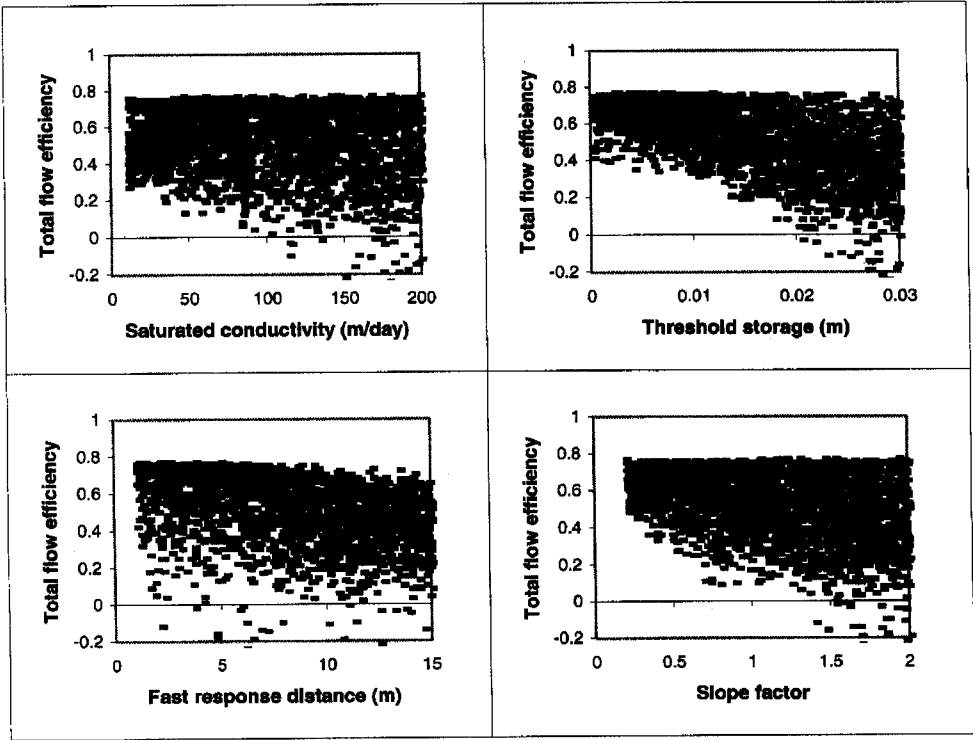 1
0.8
0.6
0.4
0.2
0
-0.2
Total flow efficiency
0 50 100 150 200
Saturated conductivity (m/day)
1
0.8
0.6
0.4
0.2
0
-0.2
Total flow efficiency
0 0.01 0.02 0.03
Threshold storage (m)
1
0.8
0.6
0.4
0.2
0
-0.2
Total flow efficiency
0 5 10 15
Fast response distance (m)
1
0.8
0.6
0.4
0.2
0
-0.2
Total flow efficiency
0 0.5 1 1.5 2
Slope factor